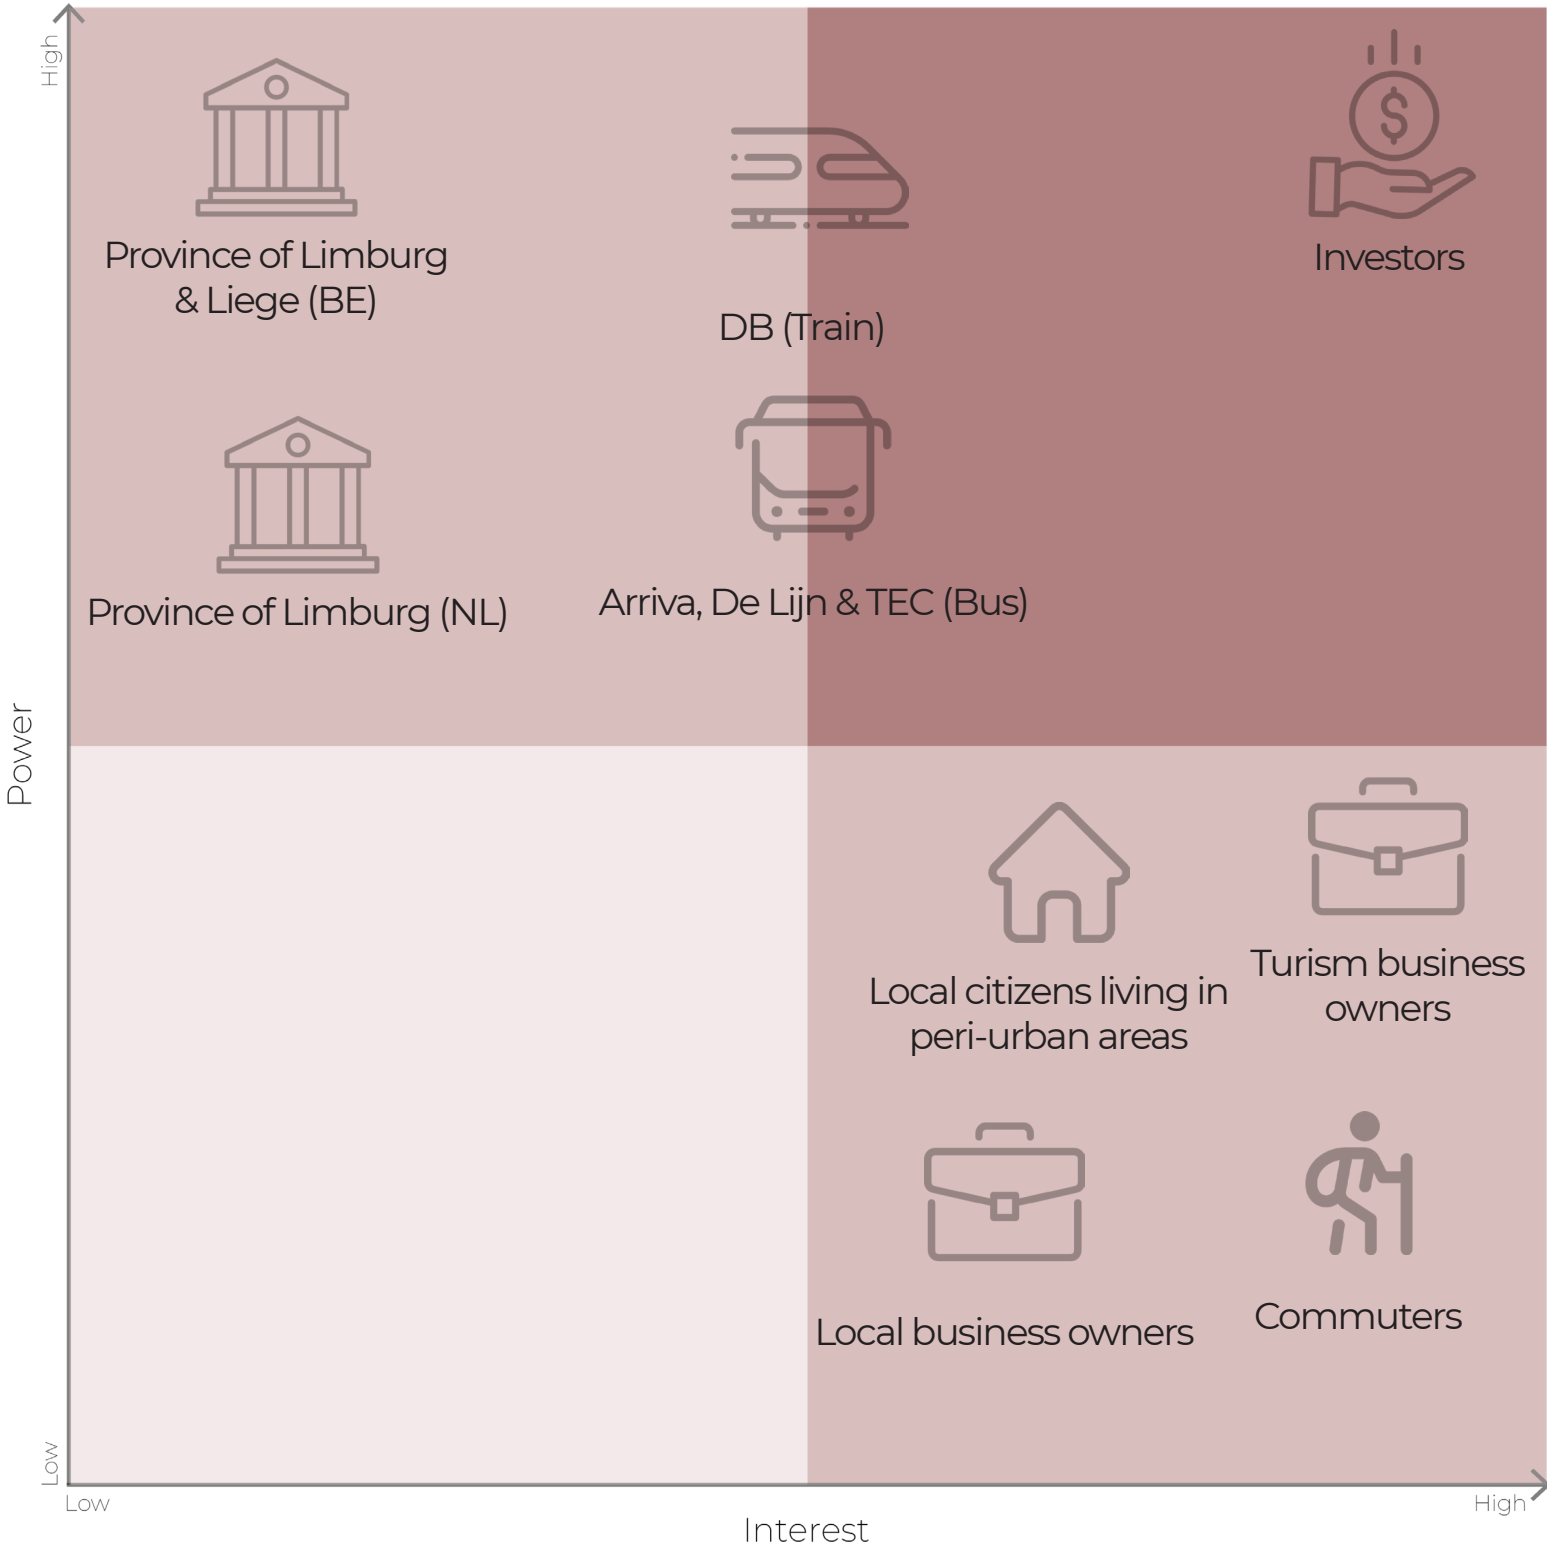 High
Province of Limburg
& Liege (BE)
DB (Train)
Investors
Province of Limburg (NL)
Arriva, De Lijn & TEC (Bus)
Power
Local citizens living in
peri-urban areas
Turism business
owners
Local business owners
Commuters
Low
Low
High
Interest